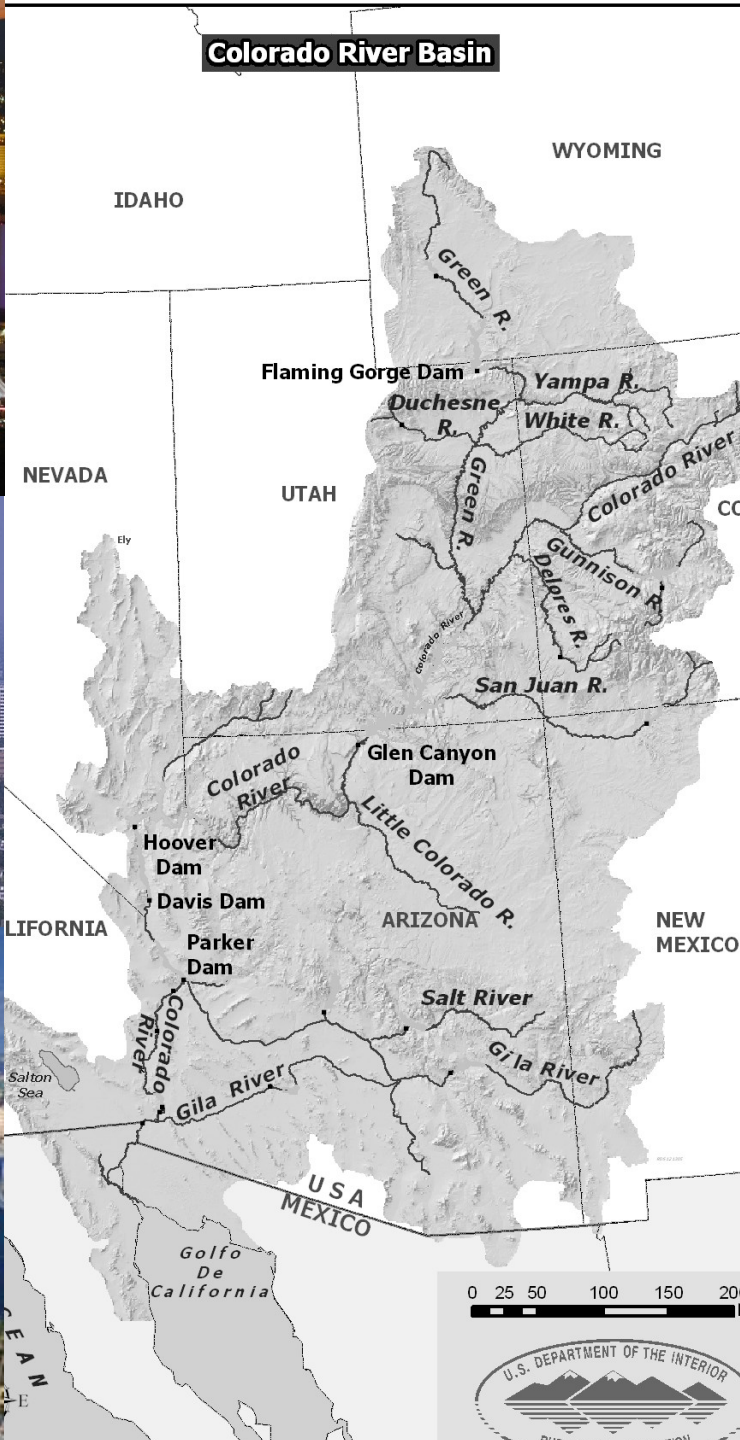 Colorado River Basin
WYOMING
IDAHO
Green R.
Flaming Gorge Dam
Yampa R.
Duchesne
R.
White R.
Colorado River
NEVADA
UTAH
Green R.
CO
Ely
Gunnison R
Delores R.
Colorado River
San Juan R.
Glen Canyon
Dam
Colorado
River
Little Colorado R.
Hoover
Dam
Davis Dam
LIFORNIA
ARIZONA
NEW
MEXICO
Parker
Dam
Salt River
Colorado
River
Gila River
Salton
Sea
Gila River
USA
MEXICO
Golfo
De
California
0 25 50 100 150 20
CEAN
E
U.S. DEPARTMENT OF THE INTERIOR